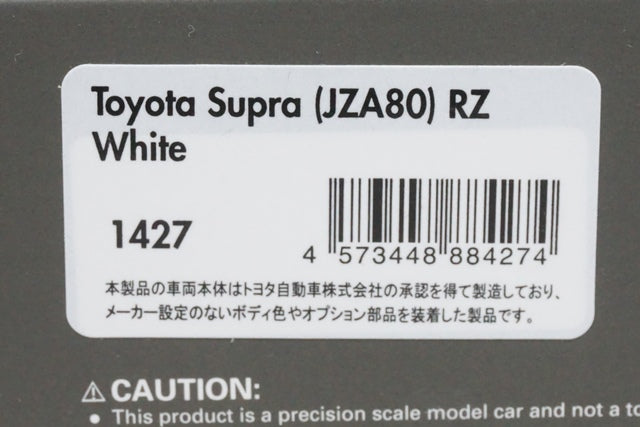 Toyota Supra (JZA80) RZ
White
1427
4 573448 884274
本製品の車両本体はトヨタ自動車株式会社の承認を得て製造しており、
メーカー設定のないボディ色やオプション部品を装着した製品です。
⚠ CAUTION:
• This product is a precision scale model car and not a to